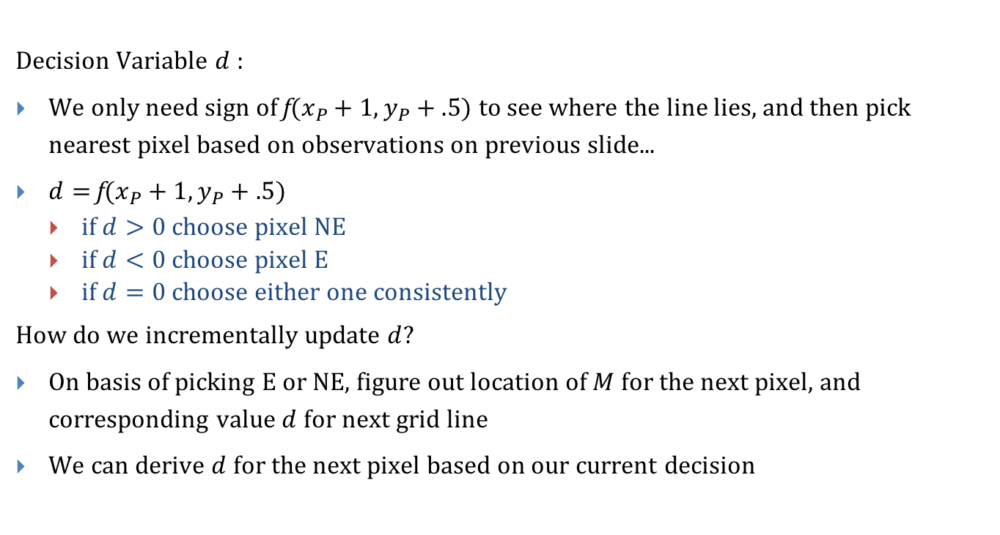 Decision Variable d :
We only need sign of f(x_P + 1, y_P + .5) to see where the line lies, and then pick
nearest pixel based on observations on previous slide...
d = f(x_P + 1, y_P + .5)
if d > 0 choose pixel NE
if d < 0 choose pixel E
if d = 0 choose either one consistently
How do we incrementally update d?
On basis of picking E or NE, figure out location of M for the next pixel, and
corresponding value d for next grid line
We can derive d for the next pixel based on our current decision